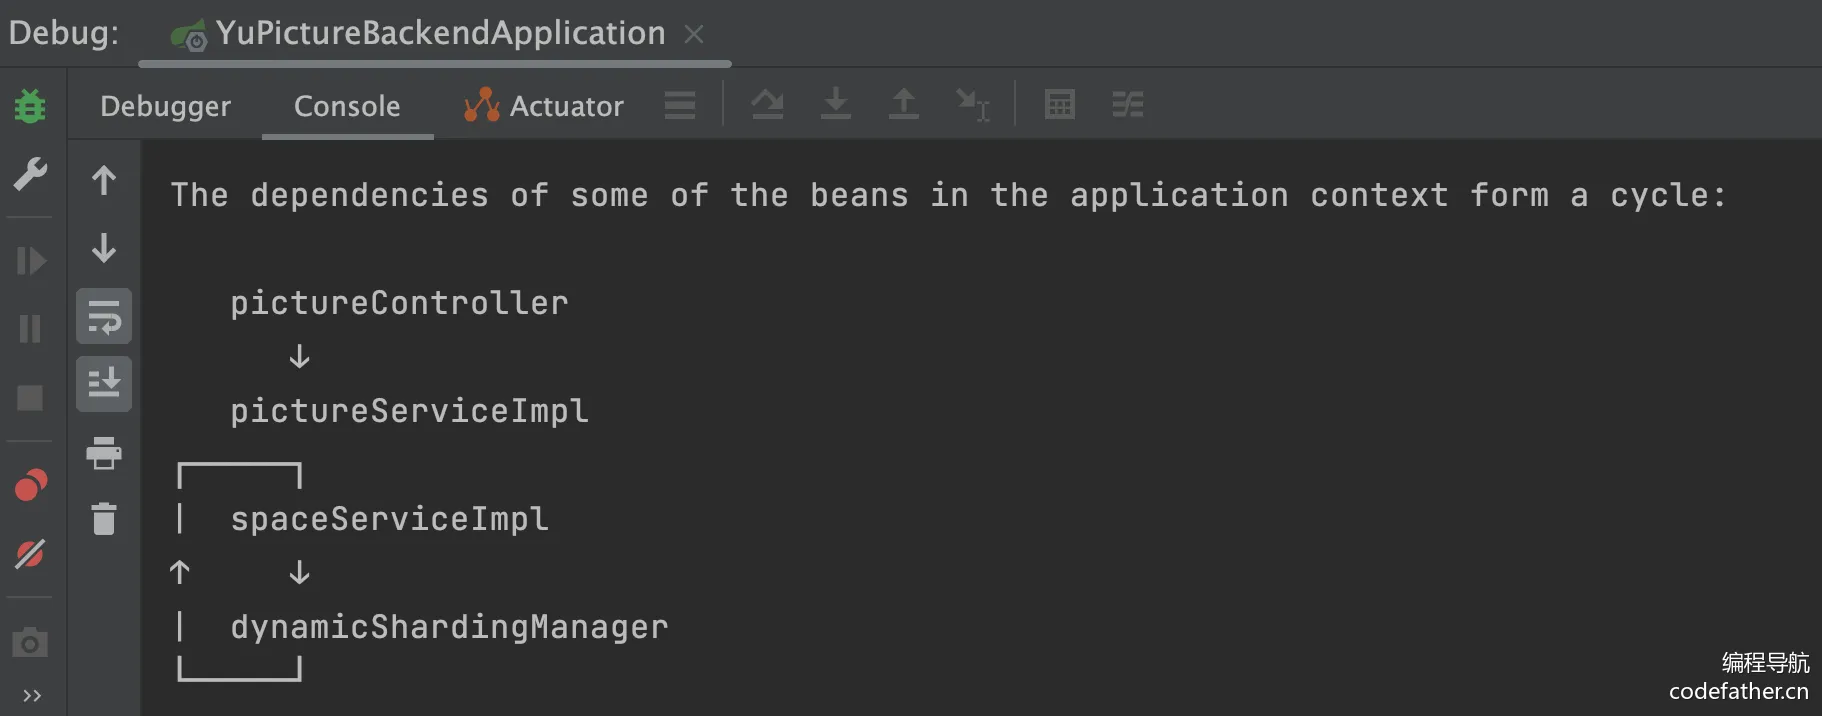 Debug: YuPictureBackendApplication
Debugger Console Actuator
The dependencies of some of the beans in the application context form a cycle:
pictureController
↓
pictureServiceImpl
┌─────┐
| spaceServiceImpl
↑ ↓
| dynamicShardingManager
└─────┘
编程导航
codefather.cn